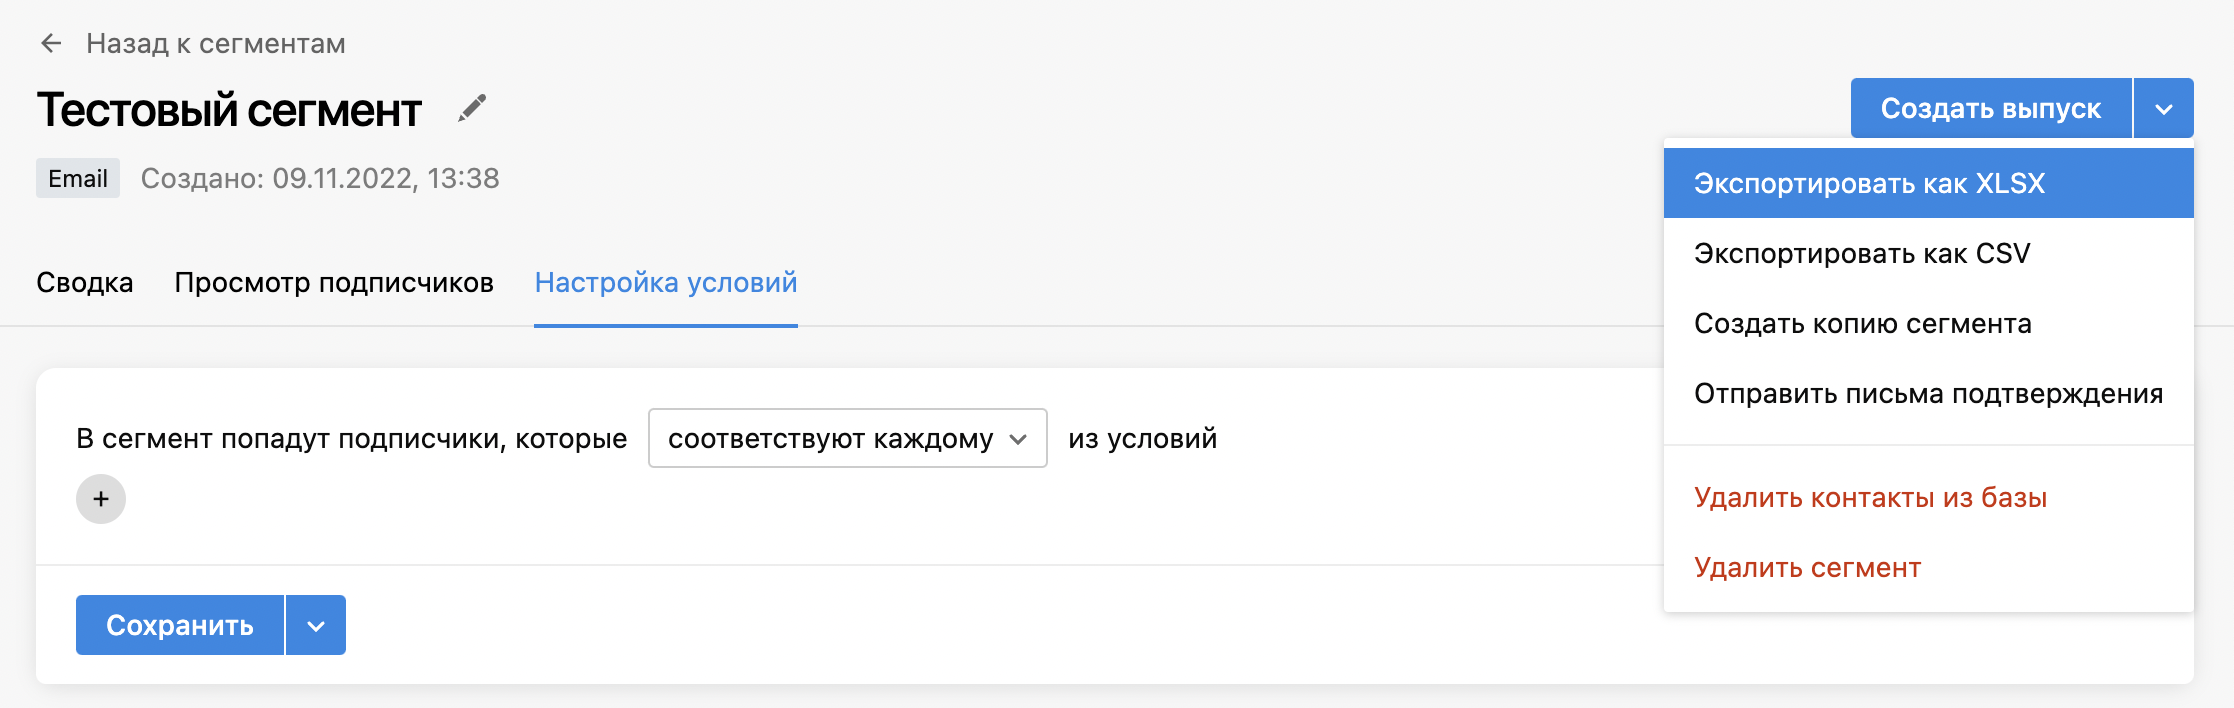 Назад к сегментам
Тестовый сегмент
Создать выпуск
Email Создано: 09.11.2022, 13:38
Экспортировать как XLSX
Экспортировать как CSV
Создать копию сегмента
Отправить письма подтверждения
Удалить контакты из базы
Удалить сегмент
Сводка Просмотр подписчиков Настройка условий
В сегмент попадут подписчики, которые соответствуют каждому из условий
+
Сохранить